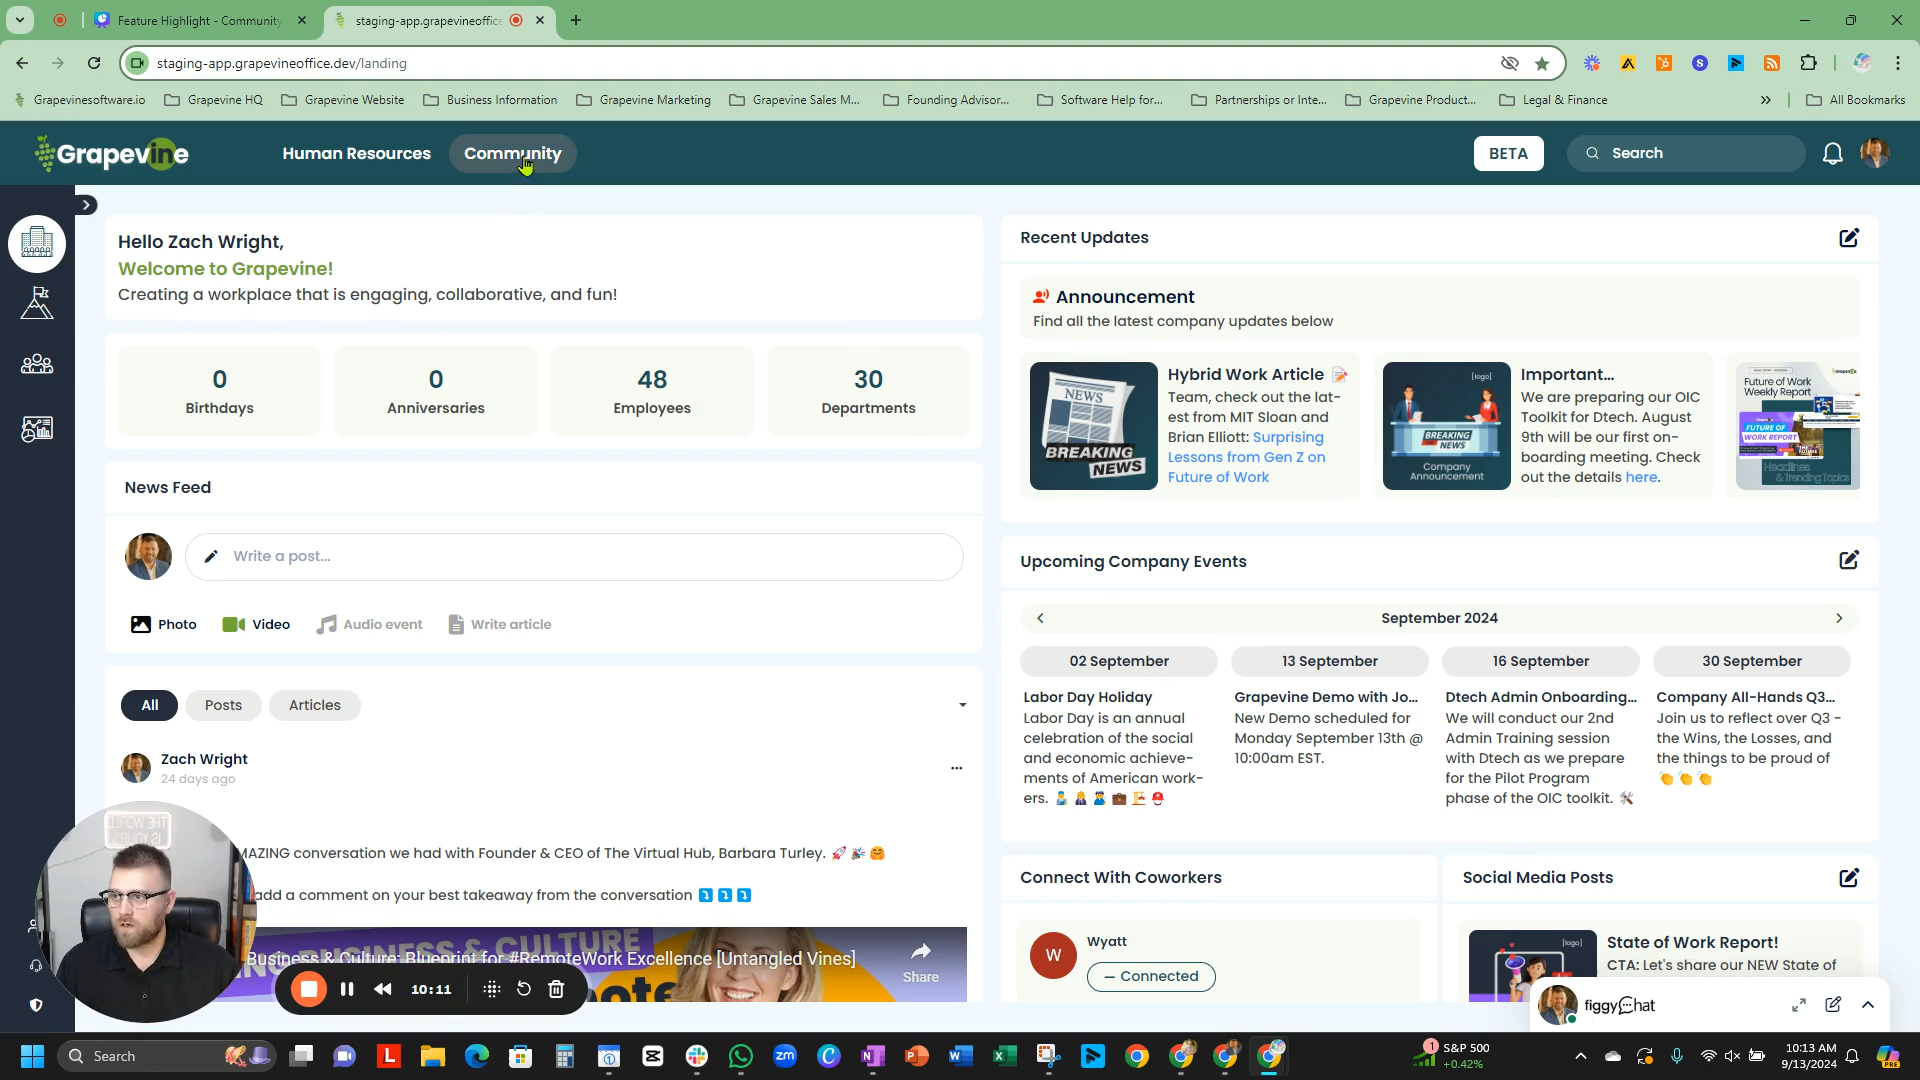 Feature Highlight - Community
staging-app.grapevineoffic
staging-app.grapevineoffice.dev/landing
Grapevinesoftware.io
Grapevine HQ
Grapevine Website
Business Information
Grapevine Marketing
Grapevine Sales M...
Founding Advisor...
Software Help for...
Partnerships or Inte...
Grapevine Product...
Legal & Finance
All Bookmarks
Grapevine
Human Resources
Community
BETA
Search
Hello Zach Wright,
Welcome to Grapevine!
Creating a workplace that is engaging, collaborative, and fun!
0
Birthdays
0
Anniversaries
48
Employees
30
Departments
News Feed
Write a post...
Photo
Video
Audio event
Write article
All
Posts
Articles
Zach Wright
24 days ago
MAZING conversation we had with Founder & CEO of The Virtual Hub, Barbara Turley. 🚀 🎉 🤗
add a comment on your best takeaway from the conversation ⤵️ ⤵️ ⤵️
BUSINESS & CULTURE
Business & Culture: Blueprint for #RemoteWork Excellence [Untangled Vines]
Share
10:11
THE WORLD
IS YOURS
Recent Updates
Announcement
Find all the latest company updates below
NEWS
BREAKING
NEWS
Hybrid Work Article 📝
Team, check out the lat-
est from MIT Sloan and
Brian Elliott: Surprising
Lessons from Gen Z on
Future of Work
[logo]
BREAKING
NEWS
Company
Announcement
Important...
We are preparing our OIC
Toolkit for Dtech. August
9th will be our first on-
boarding meeting. Check
out the details here.
Future of Work
Weekly Report
FUTURE OF
WORK REPORT
Headlines
& Trending Topics
Upcoming Company Events
September 2024
02 September
Labor Day Holiday
Labor Day is an annual
celebration of the social
and economic achieve-
ments of American work-
ers.
13 September
Grapevine Demo with Jo...
New Demo scheduled for
Monday September 13th @
10:00am EST.
16 September
Dtech Admin Onboarding...
We will conduct our 2nd
Admin Training session
with Dtech as we prepare
for the Pilot Program
phase of the OIC toolkit. 🛠️
30 September
Company All-Hands Q3...
Join us to reflect over Q3 -
the Wins, the Losses, and
the things to be proud of
👏 👏 👏
Connect With Coworkers
W
Wyatt
Connected
Social Media Posts
[logo]
State of Work Report!
CTA: Let's share our NEW State of
figgyChat
Search
1
S&P 500
+0.42%
10:13 AM
9/13/2024